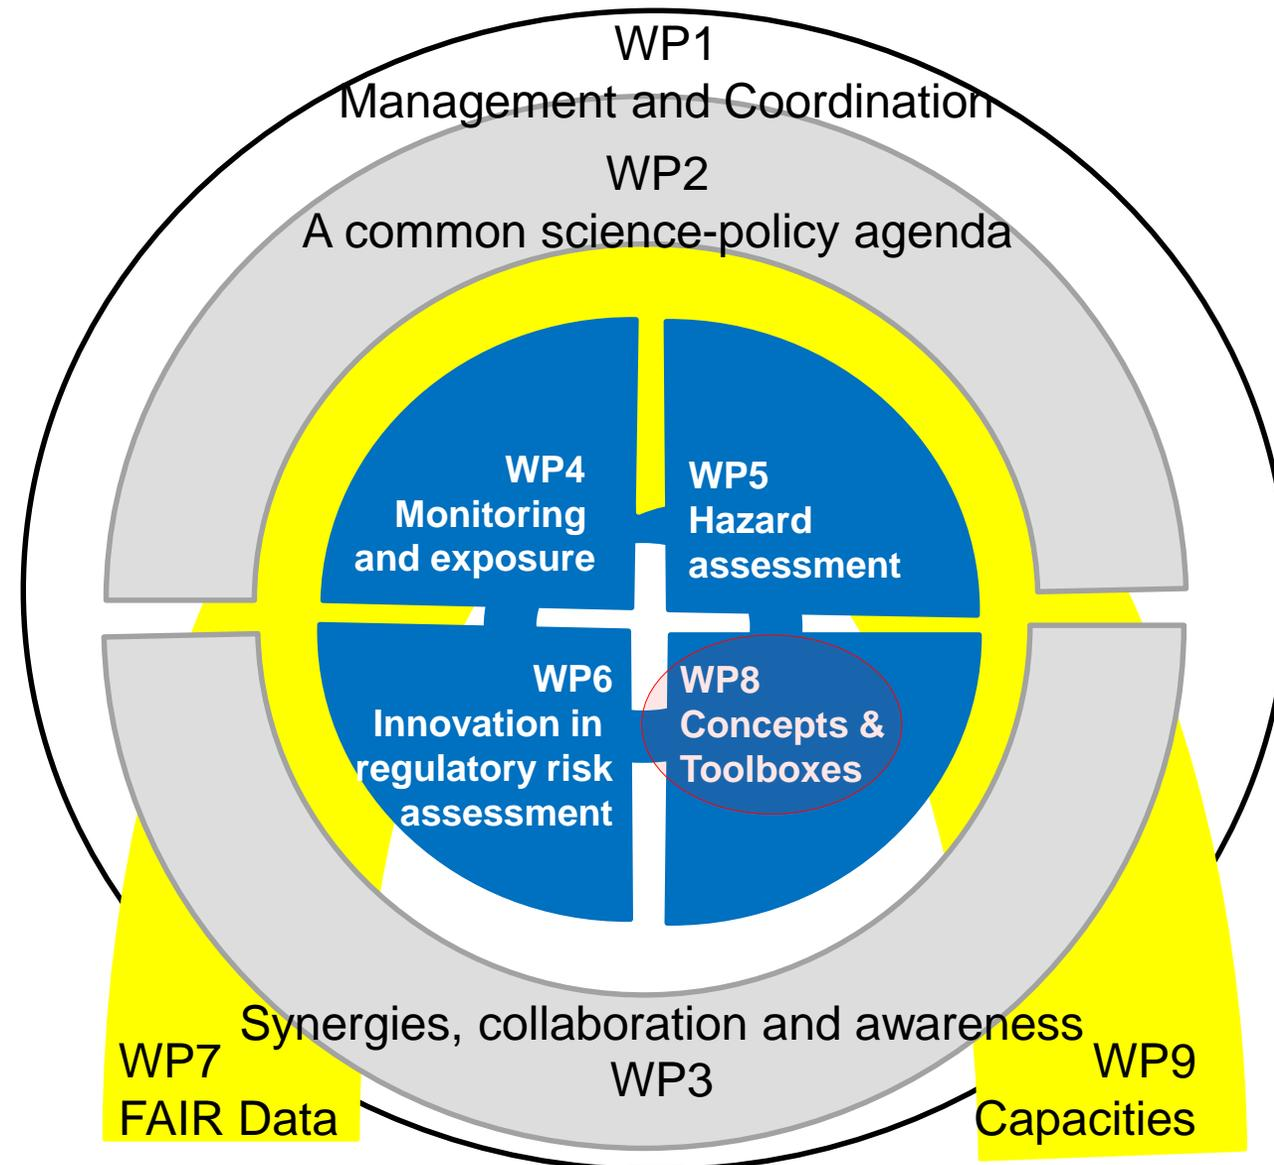 WP1
Management and Coordination
WP2
A common science-policy agenda
WP4
Monitoring
and exposure
WP5
Hazard
assessment
WP6
Innovation in
regulatory risk
assessment
WP8
Concepts &
Toolboxes
Synergies, collaboration and awareness
WP3
WP7
FAIR Data
WP9
Capacities